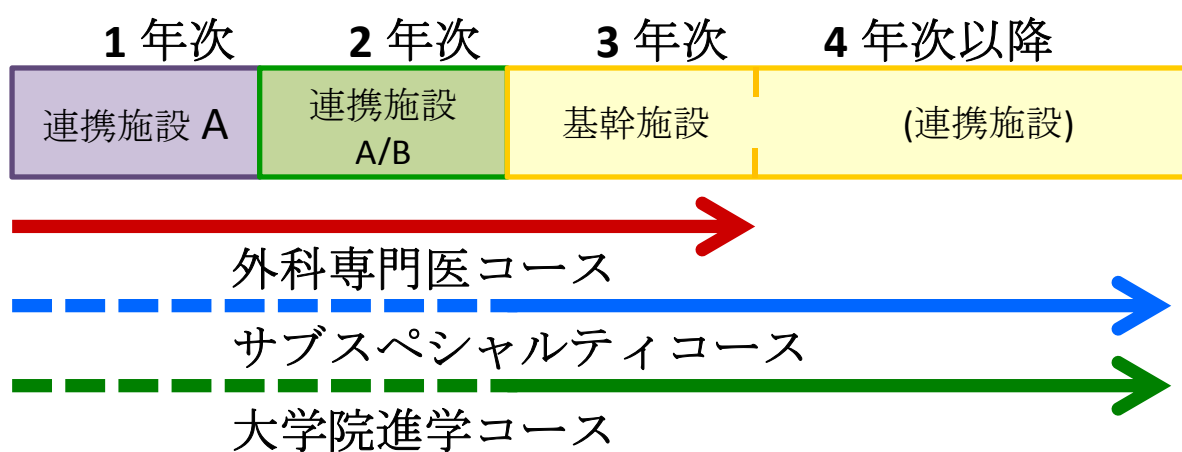 1 年次 2 年次 3 年次 4 年次以降
連携施設 A 連携施設 A/B 基幹施設 (連携施設)
外科専門医コース
サブスペシャルティコース
大学院進学コース